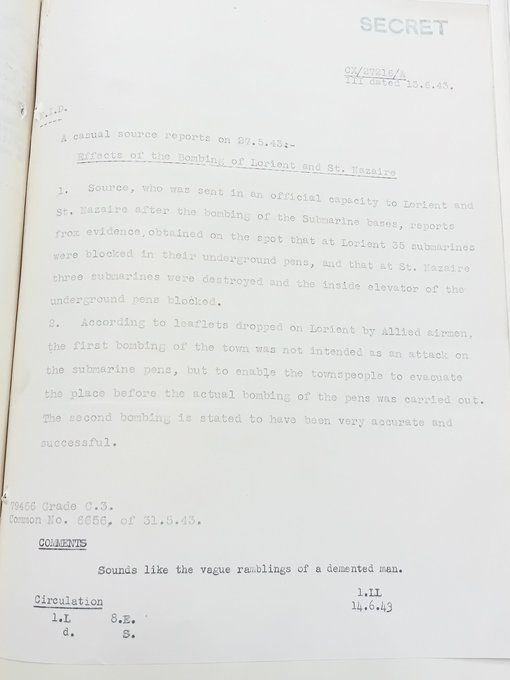 SECRET
CX/27218/A
III dated 13.6.43.
A casual source reports on 27.5.43:-
Effects of the Bombing of Lorient and St. Nazaire
1. Source, who was sent in an official capacity to Lorient and
St. Nazaire after the bombing of the Submarine bases, reports
from evidence, obtained on the spot that at Lorient 35 submarines
were blocked in their underground pens, and that at St. Nazaire
three submarines were destroyed and the inside elevator of the
underground pens blocked.
2. According to leaflets dropped on Lorient by Allied airmen,
the first bombing of the town was not intended as an attack on
the submarine pens, but to enable the townspeople to evacuate
the place before the actual bombing of the pens was carried out.
The second bombing is stated to have been very accurate and
successful.
79466 Grade C.3.
Common No. 6656, of 31.5.43.
COMMENTS
Sounds like the vague ramblings of a demented man.
1.LL
14.6.43
Circulation
1.L 8.E.
d. S.